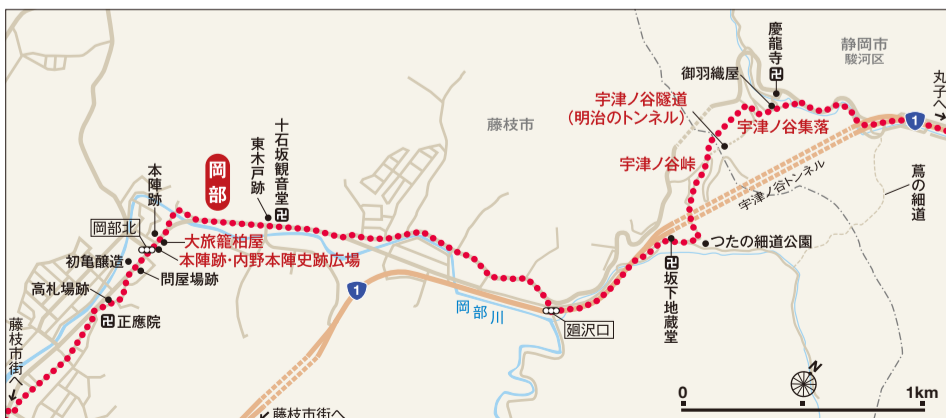 慶龍寺
静岡市
駿河区
丸子へ
御羽織屋
宇津ノ谷隧道
(明治のトンネル)
宇津ノ谷集落
1
藤枝市
宇津ノ谷峠
宇津ノ谷トンネル
蔦の細道
十石坂観音堂
東木戸跡
岡部
本陣跡
岡部北
大旅籠柏屋
本陣跡・内野本陣史跡広場
初亀醸造
問屋場跡
高札場跡
正應院
藤枝市街へ
つたの細道公園
坂下地蔵堂
1
岡部川
廻沢口
藤枝市街へ
N
0
1km